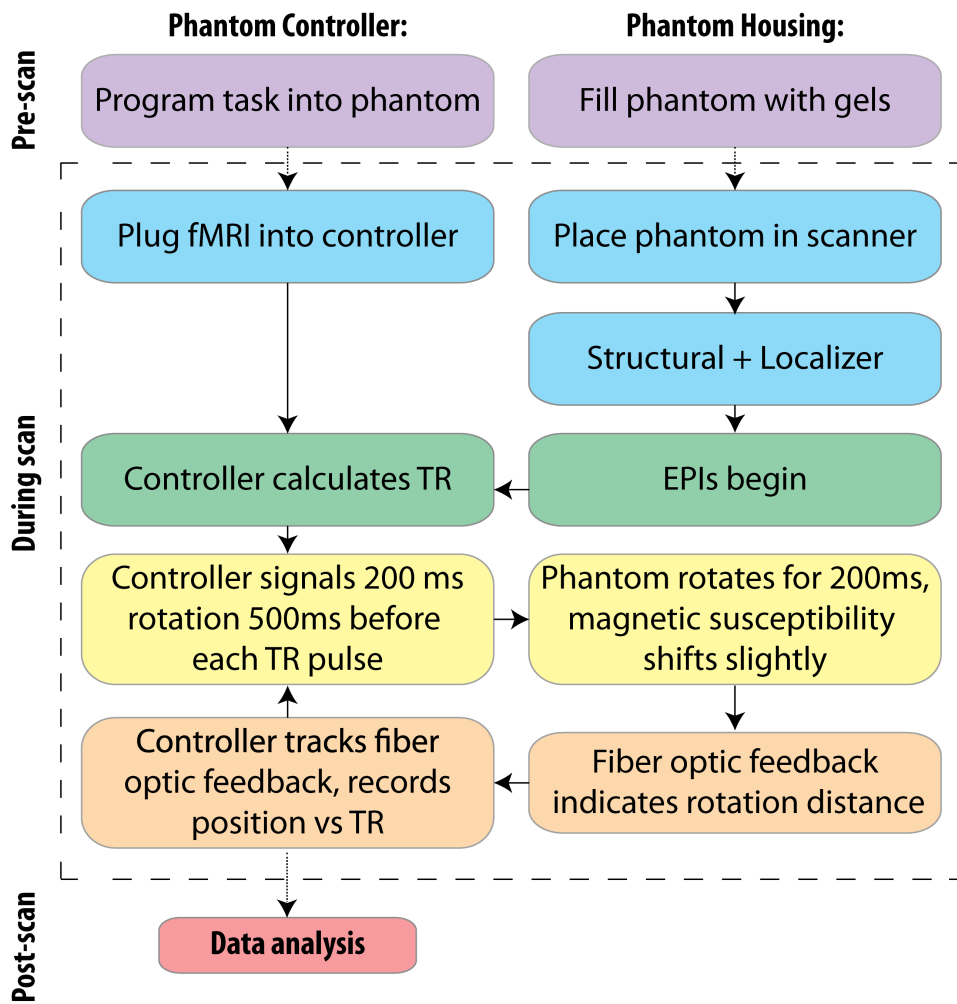 Phantom Controller:
Phantom Housing:
Pre-scan
Program task into phantom
Fill phantom with gels
During scan
Plug fMRI into controller
Place phantom in scanner
Structural + Localizer
Controller calculates TR
EPIs begin
Controller signals 200 ms
rotation 500ms before
each TR pulse
Phantom rotates for 200ms,
magnetic susceptibility
shifts slightly
Controller tracks fiber
optic feedback, records
position vs TR
Fiber optic feedback
indicates rotation distance
Post-scan
Data analysis